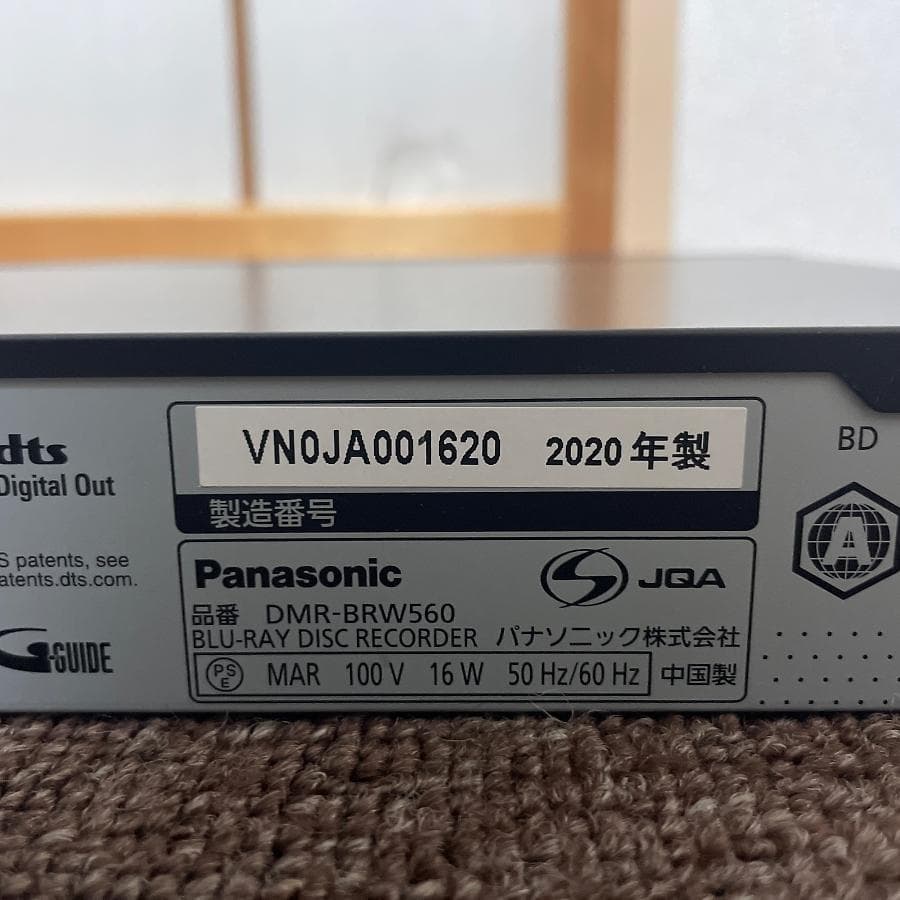 dts
Digital Out
S patents, see
atents.dts.com.
G-GUIDE
VN0JA001620 2020年製
製造番号
Panasonic
JQA
品番 DMR-BRW560
BLU-RAY DISC RECORDER パナソニック株式会社
PS
E
MAR 100 V 16 W 50 Hz/60 Hz 中国製
BD
A